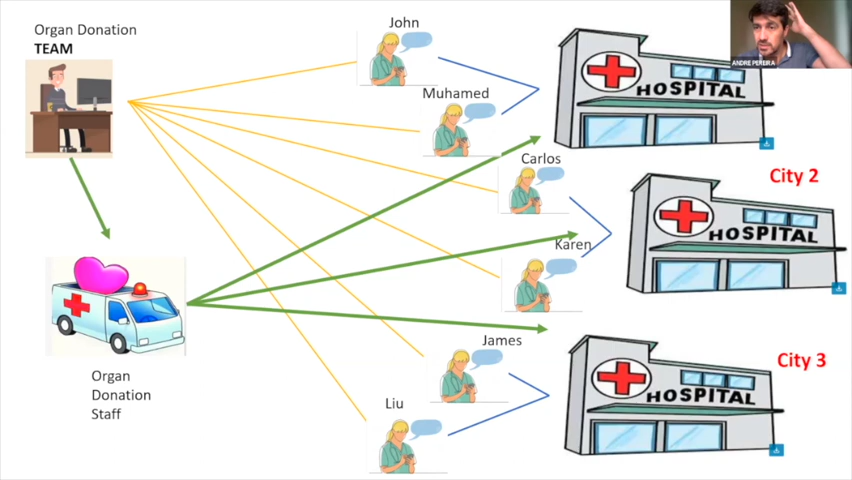 Organ Donation
TEAM
John
Muhamed
Carlos
Karen
James
Liu
HOSPITAL
City 2
HOSPITAL
City 3
HOSPITAL
Organ
Donation
Staff
ANDRE PEREIRA